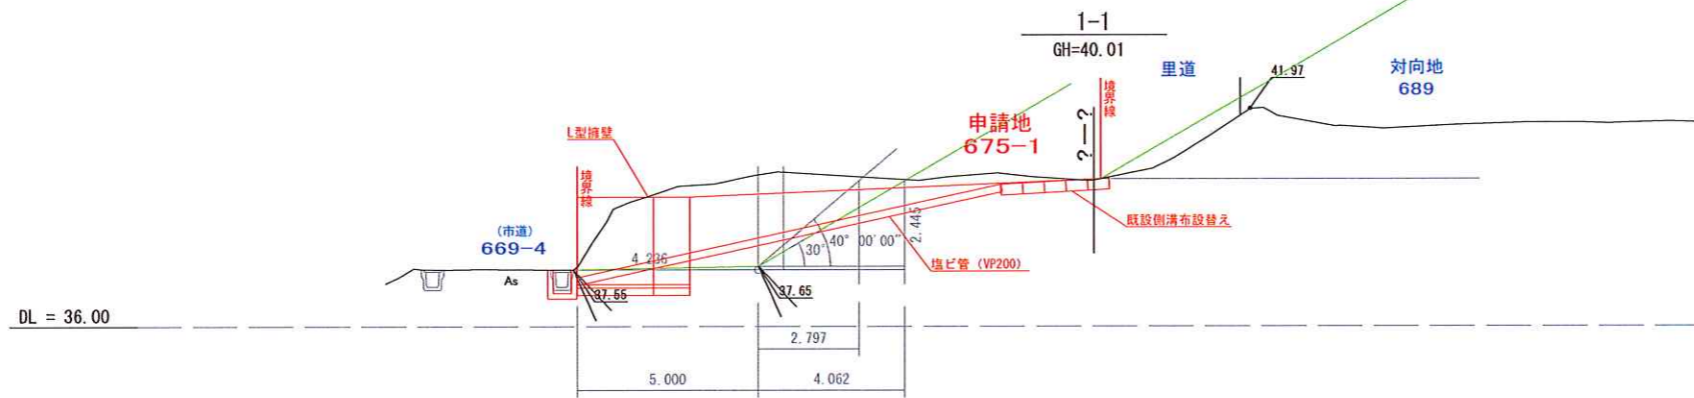 1-1
GH=40.01
里道
41.97
対向地
689
境界線
申請地
675-1
?-?
L型擁壁
境界線
(市道)
669-4
As
4.236
30°
40° 00'00"
2.445
既設側溝布設替え
塩ビ管 (VP200)
37.55
37.65
DL = 36.00
2.797
5.000
4.062